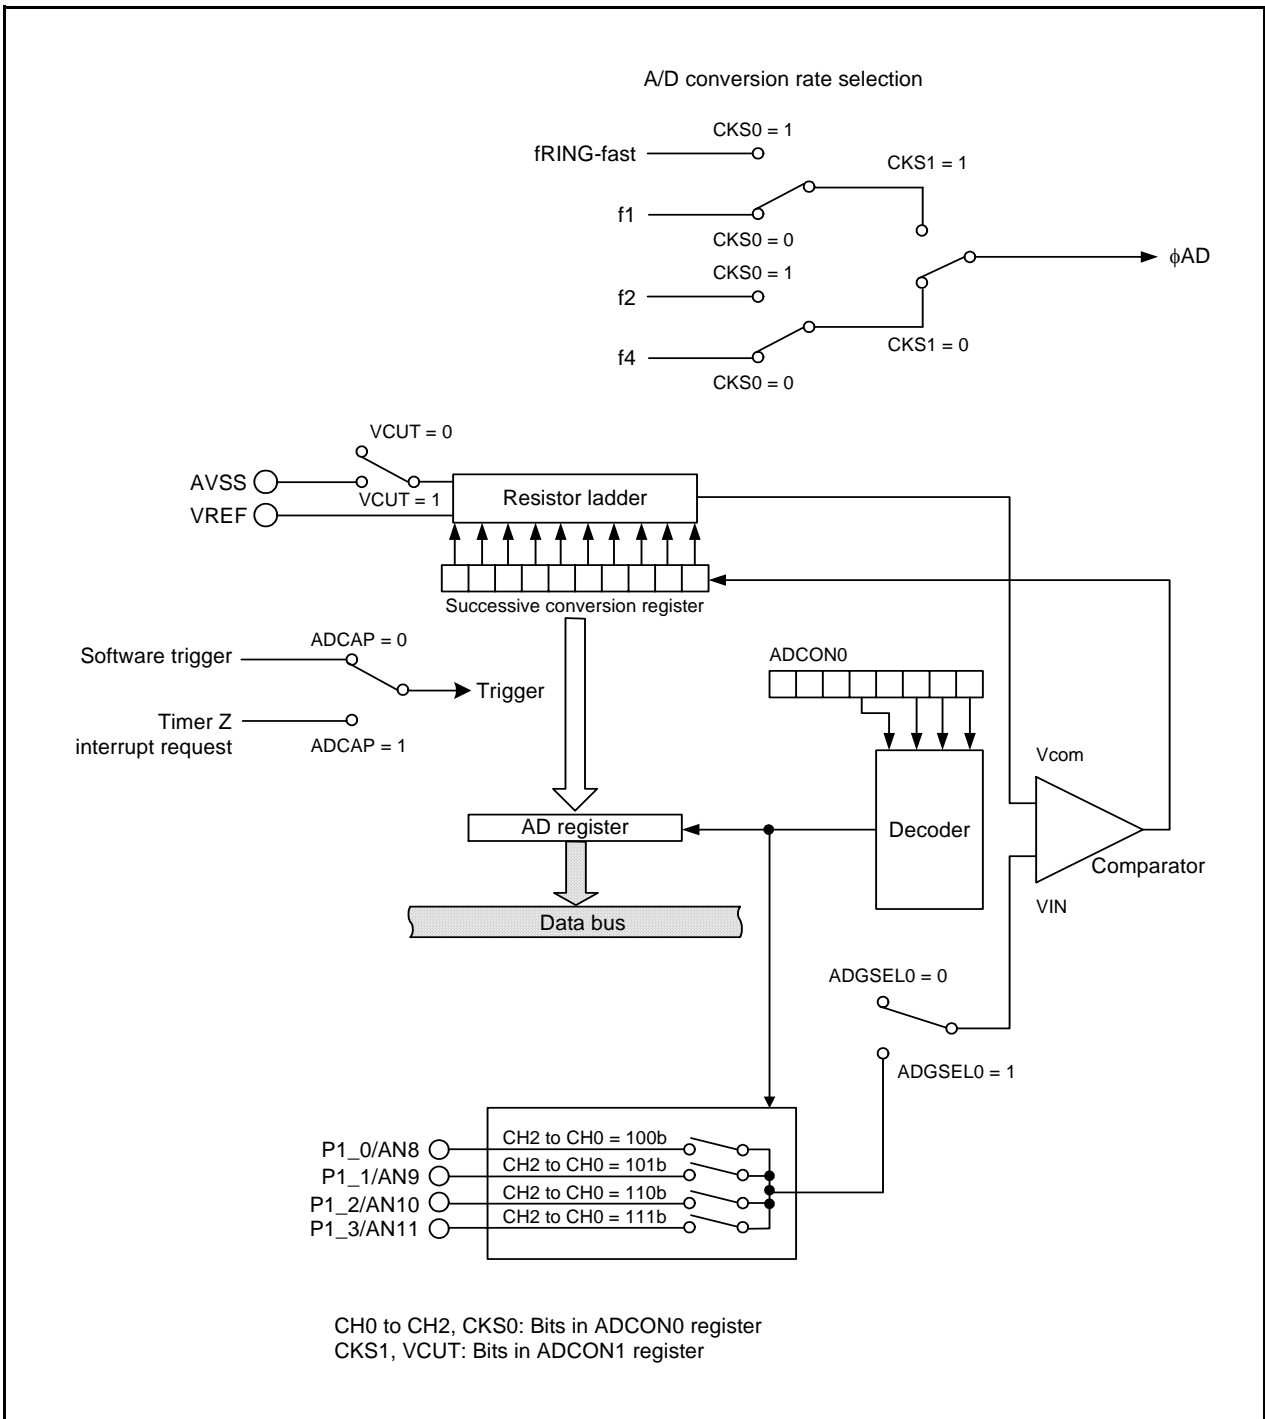 A/D conversion rate selection
CKS0 = 1
fRING-fast
CKS1 = 1
f1
CKS0 = 0
ϕAD
CKS0 = 1
f2
CKS1 = 0
f4
CKS0 = 0
VCUT = 0
AVSS
VCUT = 1
Resistor ladder
VREF
Successive conversion register
ADCAP = 0
Software trigger
Trigger
Timer Z
interrupt request
ADCAP = 1
ADCON0
Vcom
AD register
Decoder
Comparator
VIN
Data bus
ADGSEL0 = 0
ADGSEL0 = 1
P1_0/AN8 CH2 to CH0 = 100b
P1_1/AN9 CH2 to CH0 = 101b
P1_2/AN10 CH2 to CH0 = 110b
P1_3/AN11 CH2 to CH0 = 111b
CH0 to CH2, CKS0: Bits in ADCON0 register
CKS1, VCUT: Bits in ADCON1 register